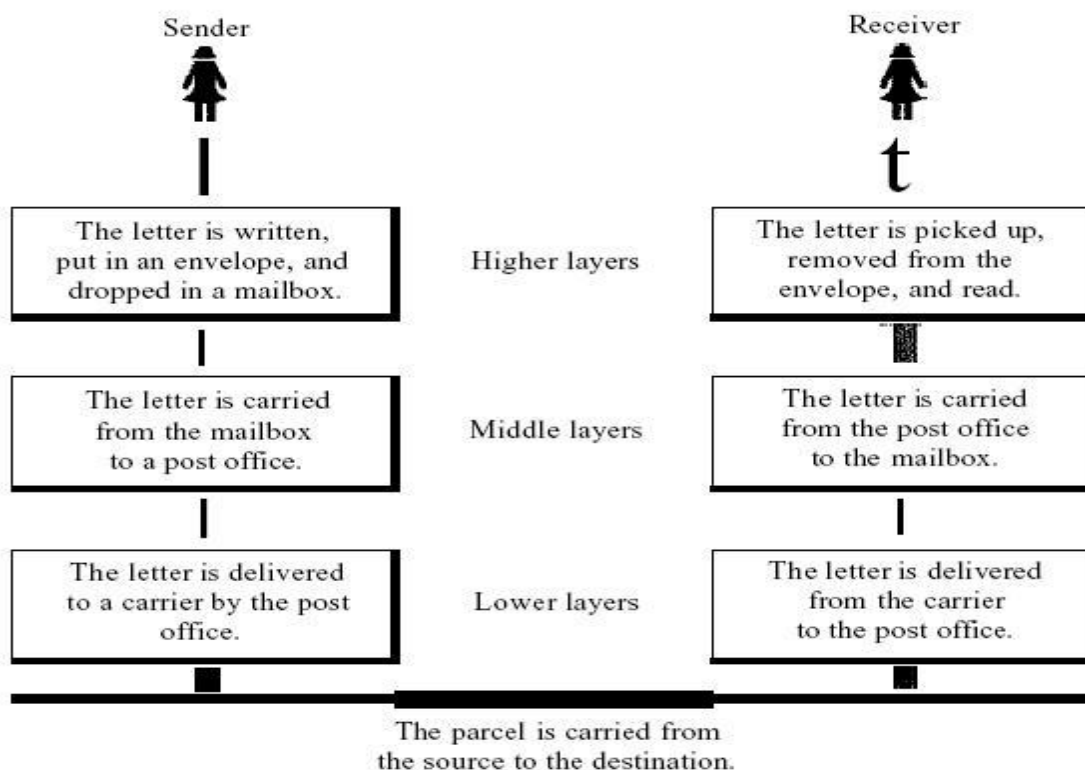 Sender
Receiver
t
The letter is written,
put in an envelope, and
dropped in a mailbox.
Higher layers
The letter is picked up,
removed from the
envelope, and read.
The letter is carried
from the mailbox
to a post office.
Middle layers
The letter is carried
from the post office
to the mailbox.
The letter is delivered
to a carrier by the post
office.
Lower layers
The letter is delivered
from the carrier
to the post office.
The parcel is carried from
the source to the destination.